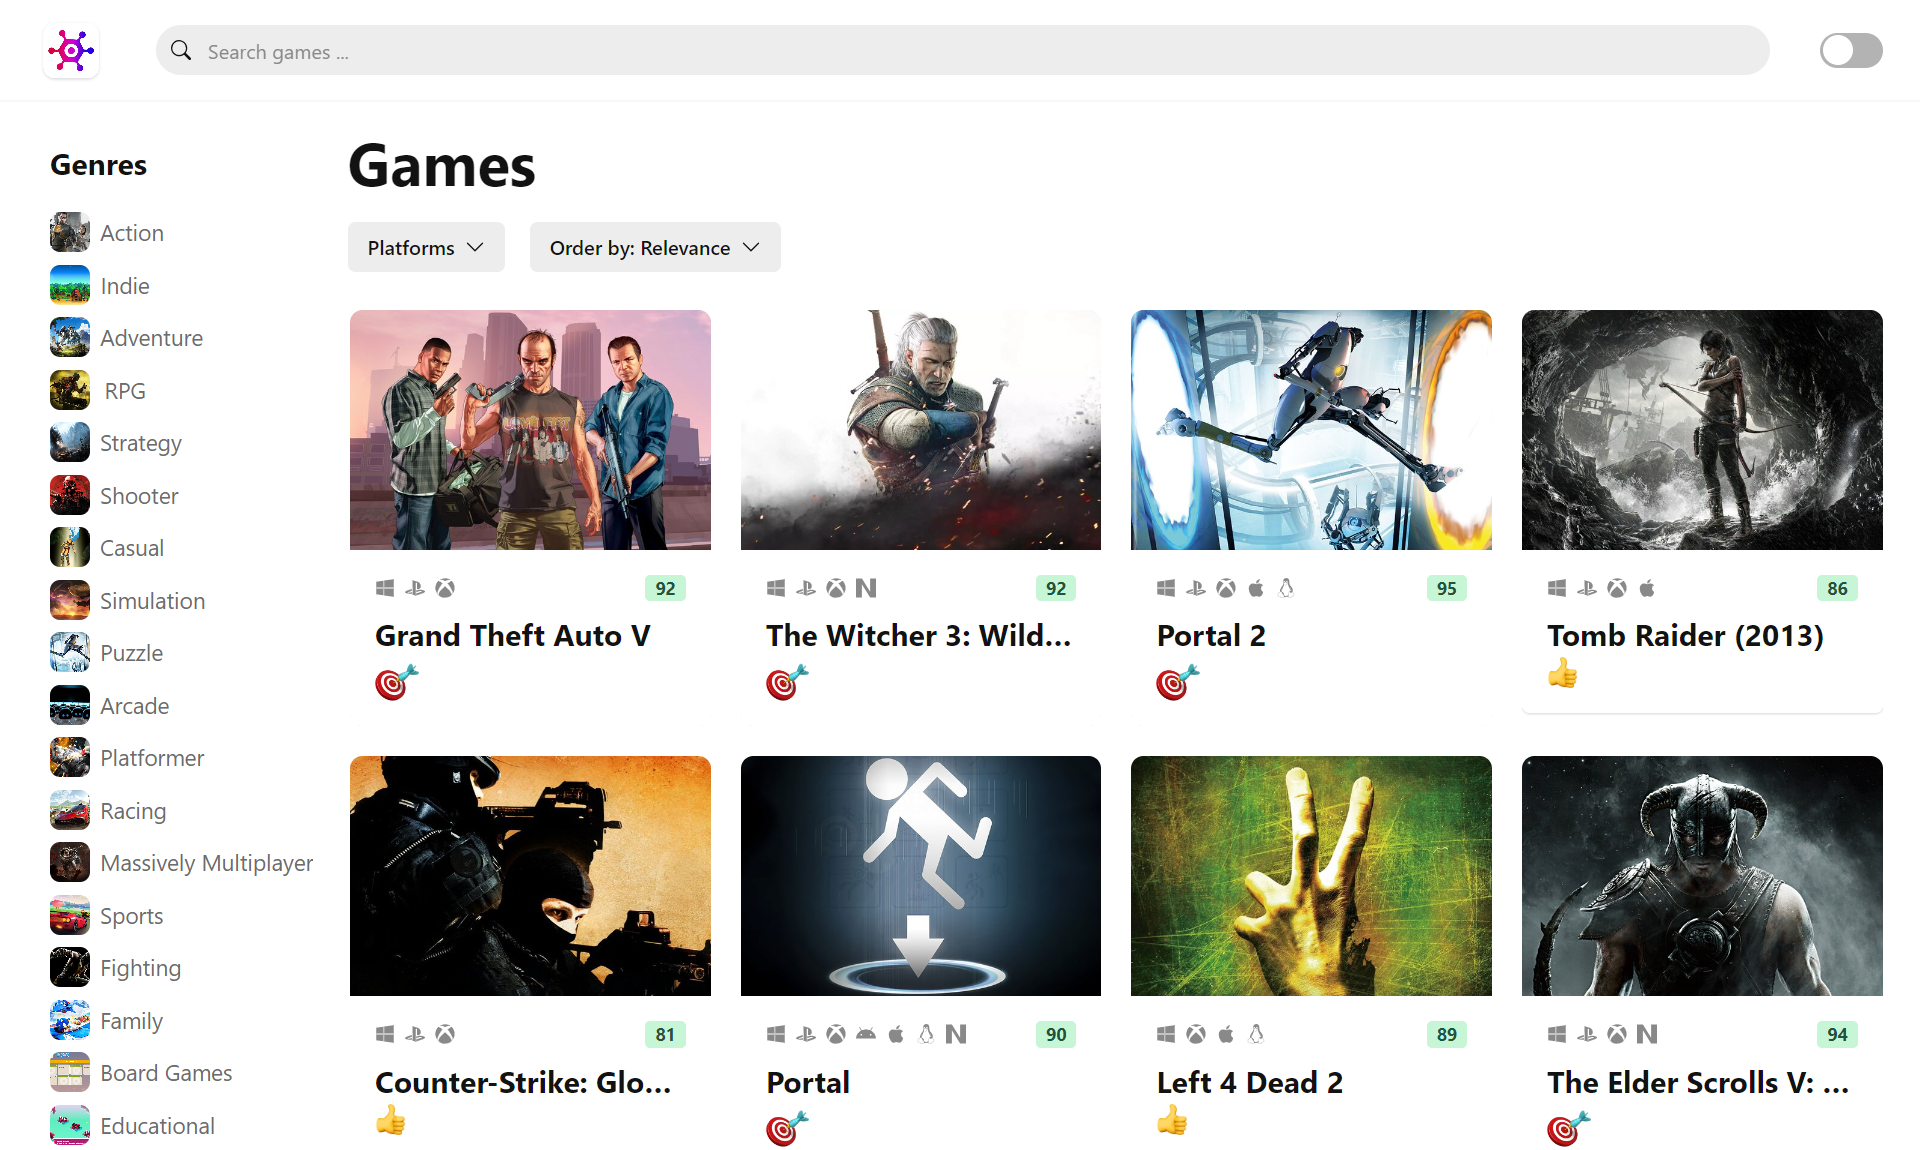 Search games ...
Genres
Action
Indie
Adventure
RPG
Strategy
Shooter
Casual
Simulation
Puzzle
Arcade
Platformer
Racing
Massively Multiplayer
Sports
Fighting
Family
Board Games
Educational
Games
Platforms
Order by: Relevance
92
Grand Theft Auto V
92
The Witcher 3: Wild...
95
Portal 2
86
Tomb Raider (2013)
81
Counter-Strike: Glo...
90
Portal
89
Left 4 Dead 2
94
The Elder Scrolls V: ...